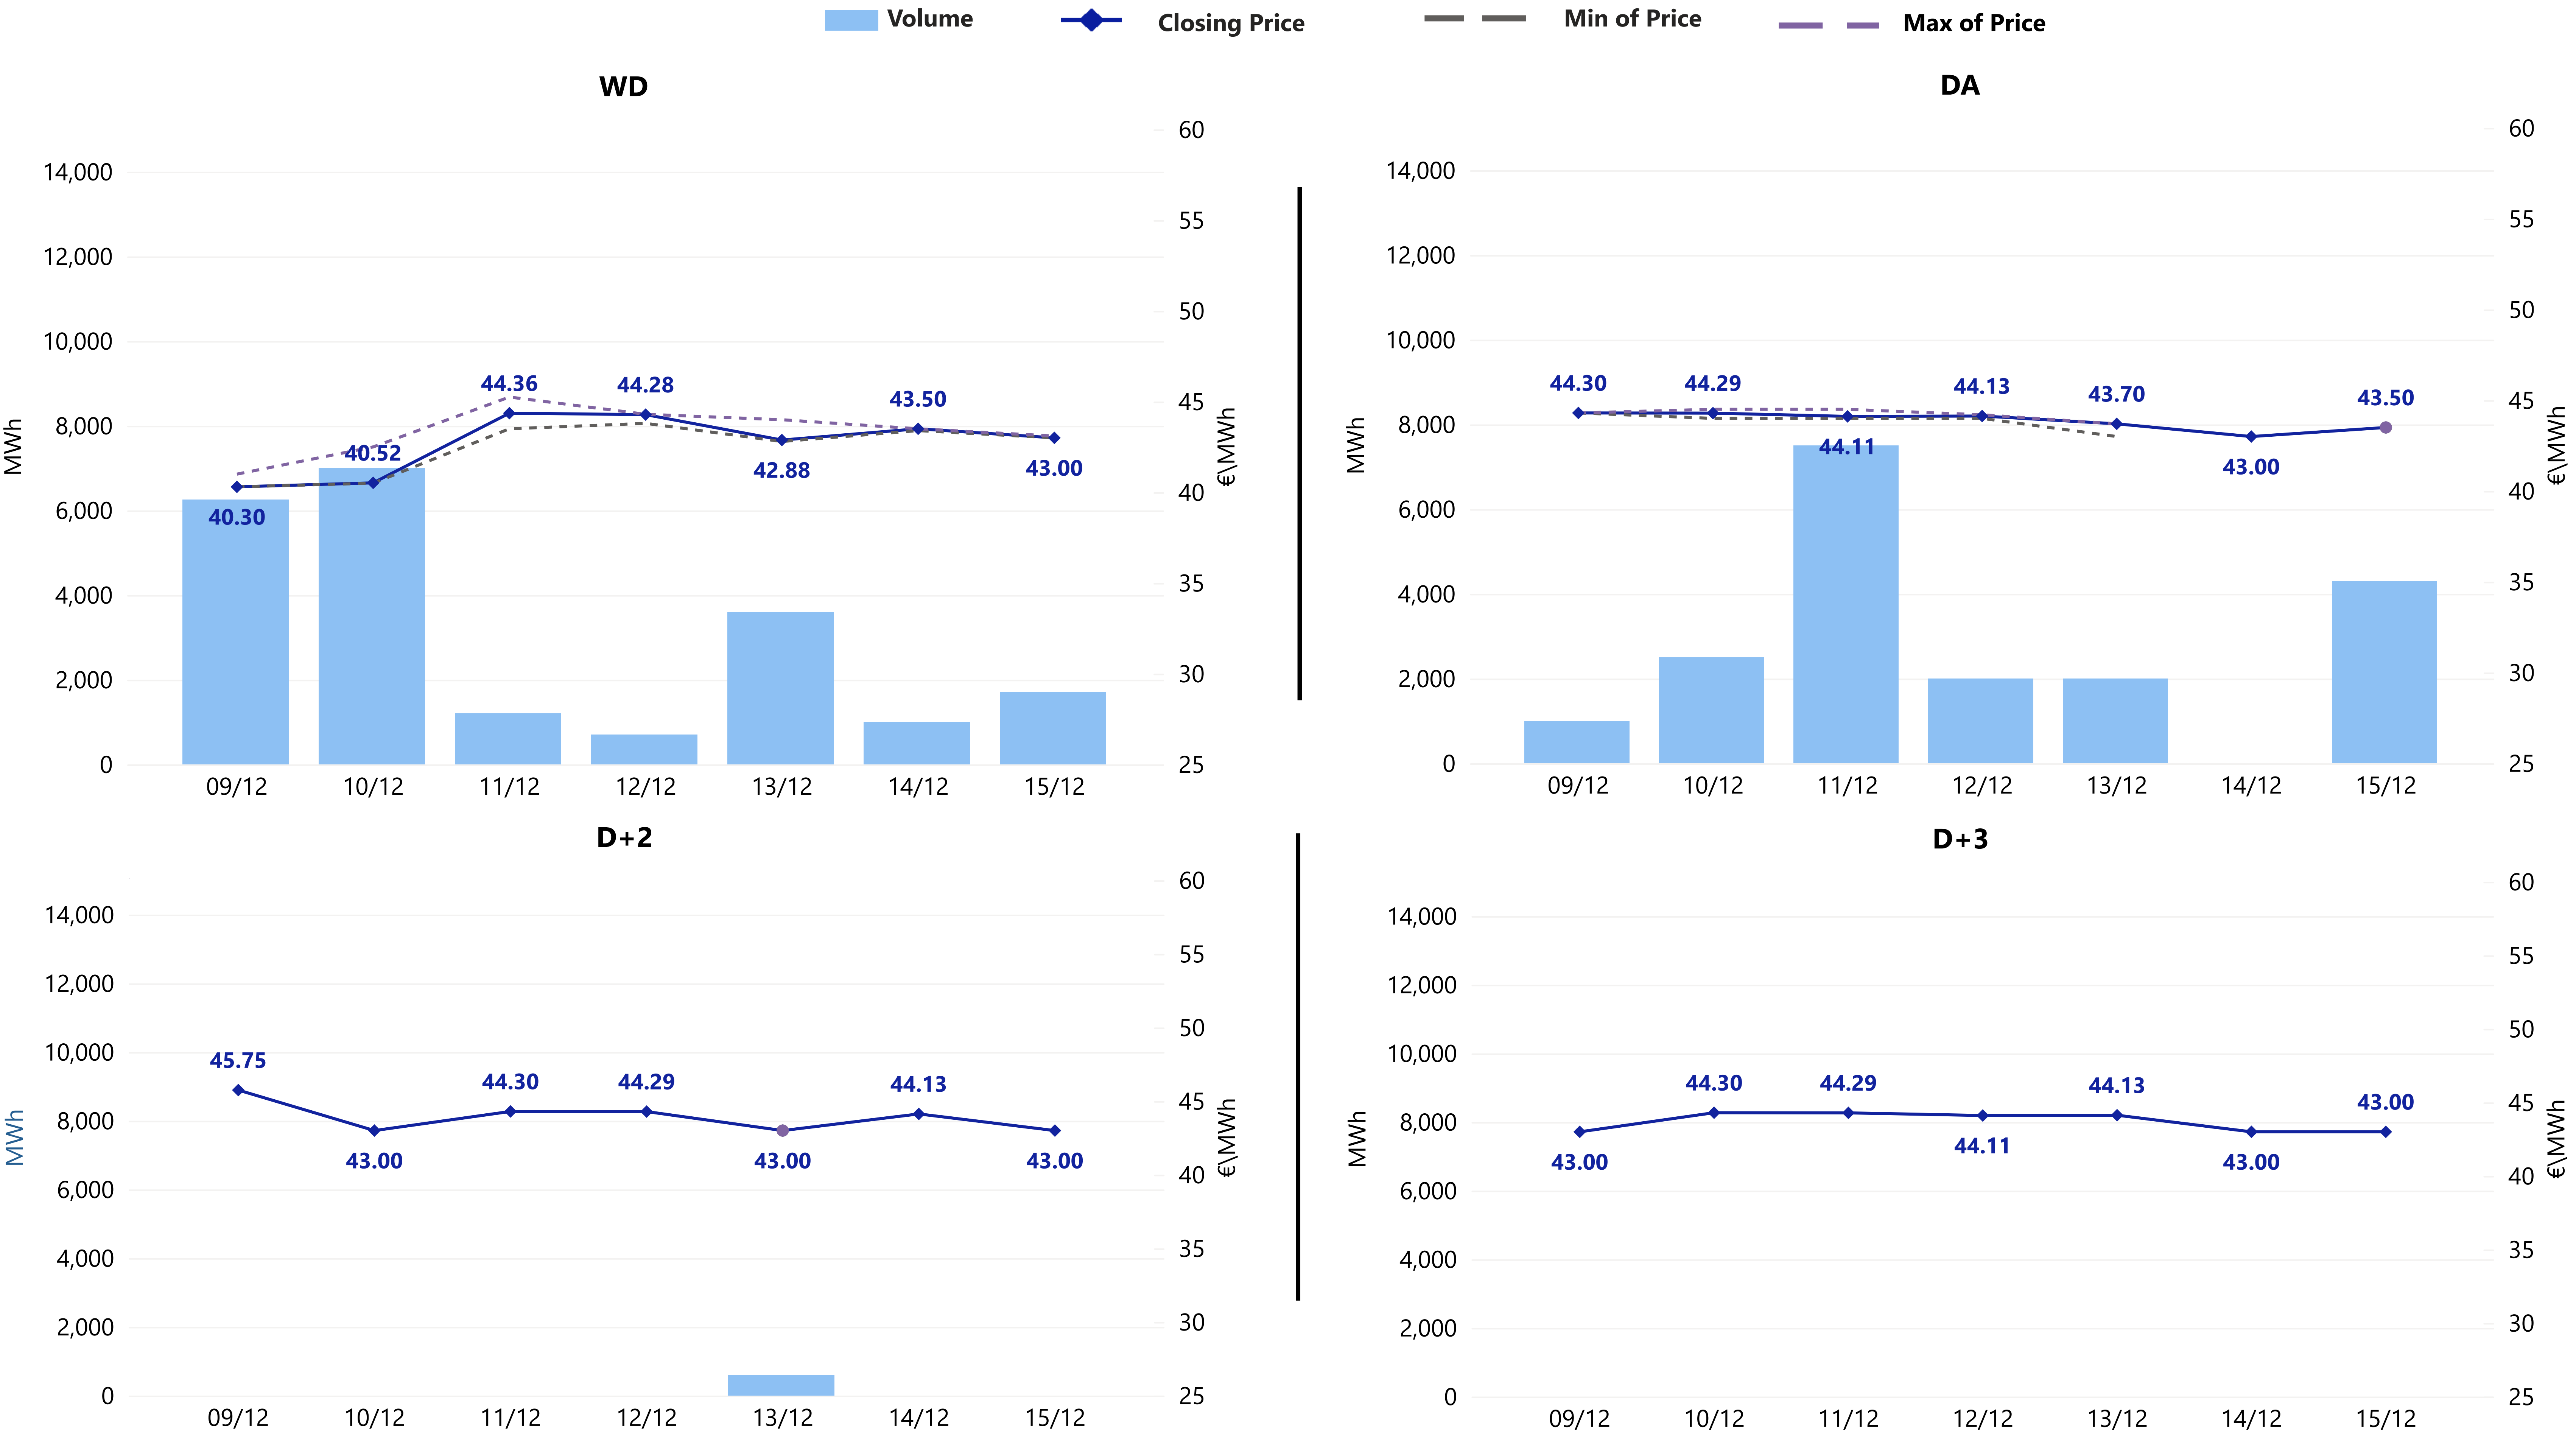 Volume Closing Price Min of Price Max of Price
WD
60
14,000
55
12,000
50
10,000
44.36 44.28 43.50
45
8,000
40.52
42.88 43.00
40
6,000
40.30
35
4,000
30
2,000
0 25
MWh
€\MWh
09/12 10/12 11/12 12/12 13/12 14/12 15/12
DA
60
14,000
55
12,000
50
10,000
44.30 44.29 44.13 43.70 43.50
45
8,000
44.11 43.00
40
6,000
35
4,000
30
2,000
0 25
MWh
€\MWh
09/12 10/12 11/12 12/12 13/12 14/12 15/12
D+2
60
14,000
55
12,000
50
10,000
45.75 44.30 44.29 44.13
45
8,000
43.00 43.00 43.00
40
6,000
35
4,000
30
2,000
0 25
MWh
€\MWh
09/12 10/12 11/12 12/12 13/12 14/12 15/12
D+3
60
14,000
55
12,000
50
10,000
44.30 44.29 44.13 43.00
45
8,000
43.00 44.11 43.00
40
6,000
35
4,000
30
2,000
0 25
MWh
€\MWh
09/12 10/12 11/12 12/12 13/12 14/12 15/12